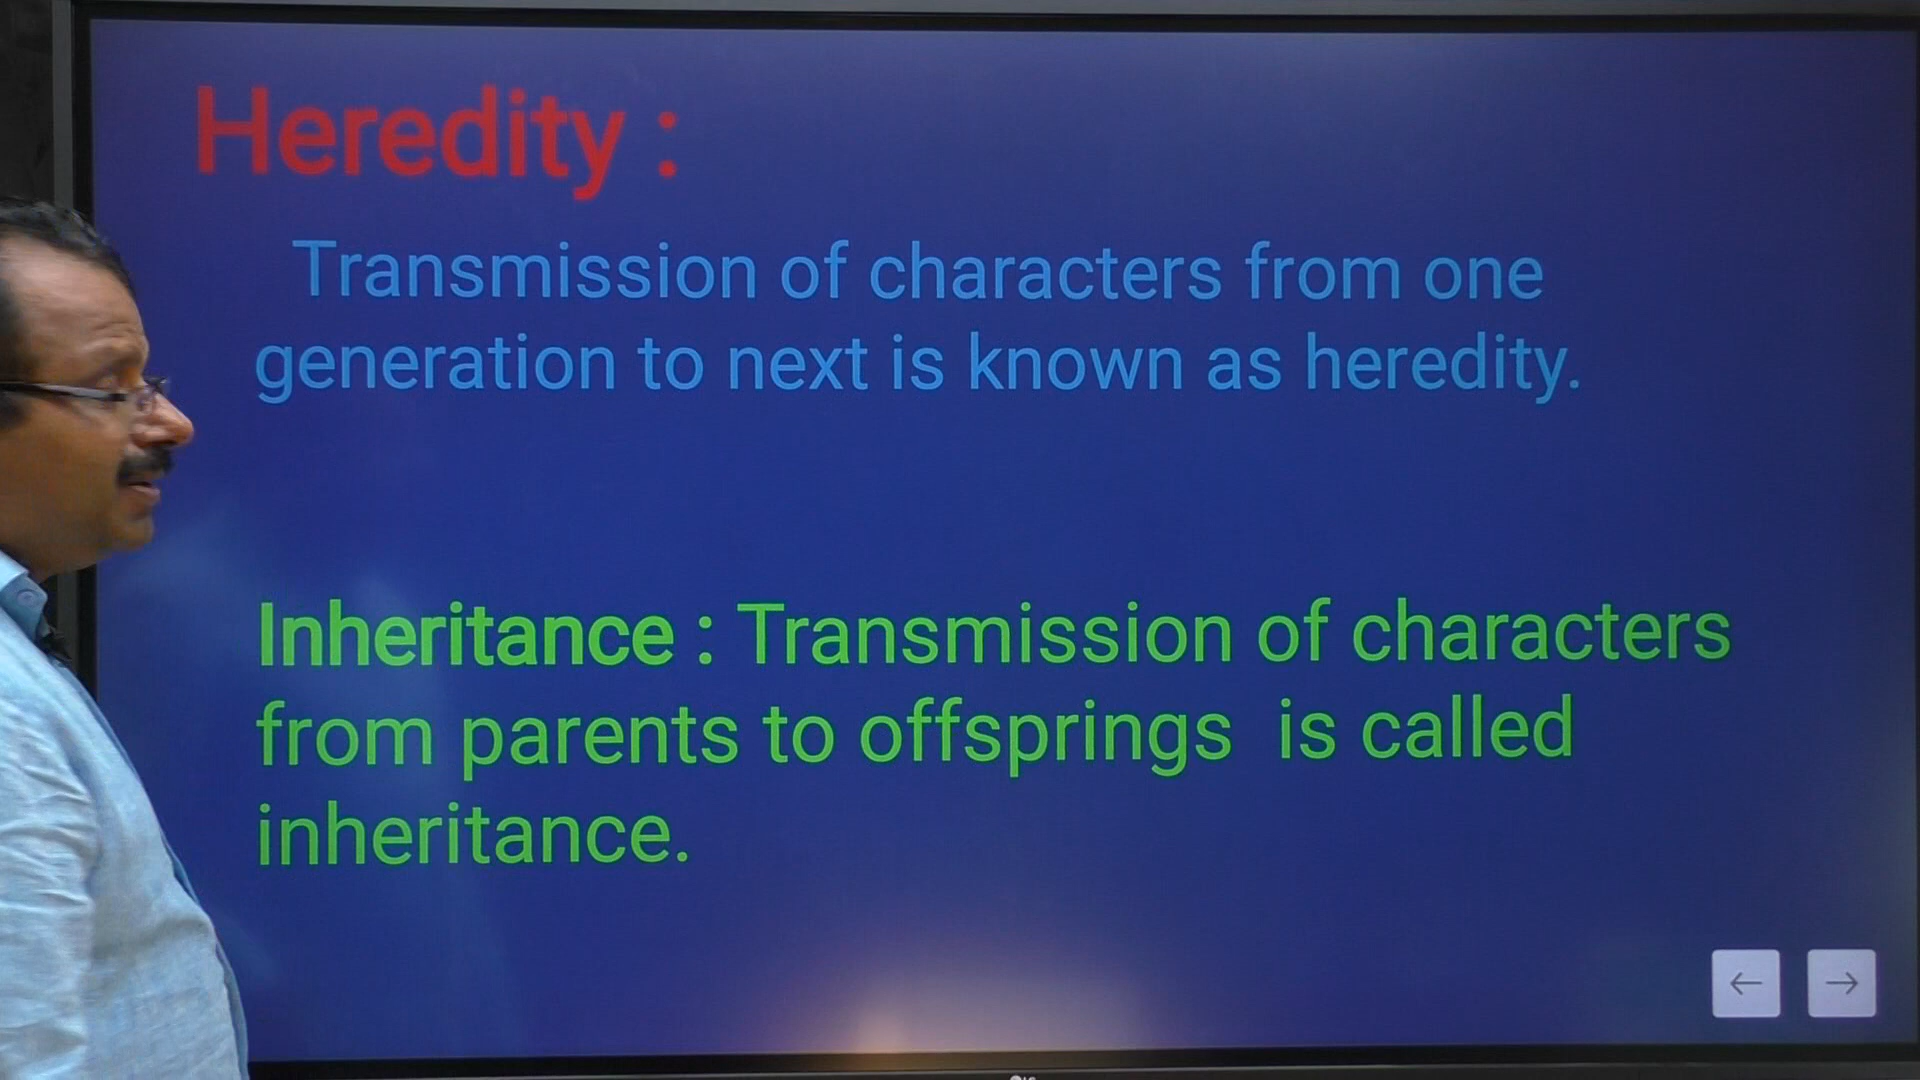 Heredity :
Transmission of characters from one
generation to next is known as heredity.
Inheritance : Transmission of characters
from parents to offsprings is called
inheritance.